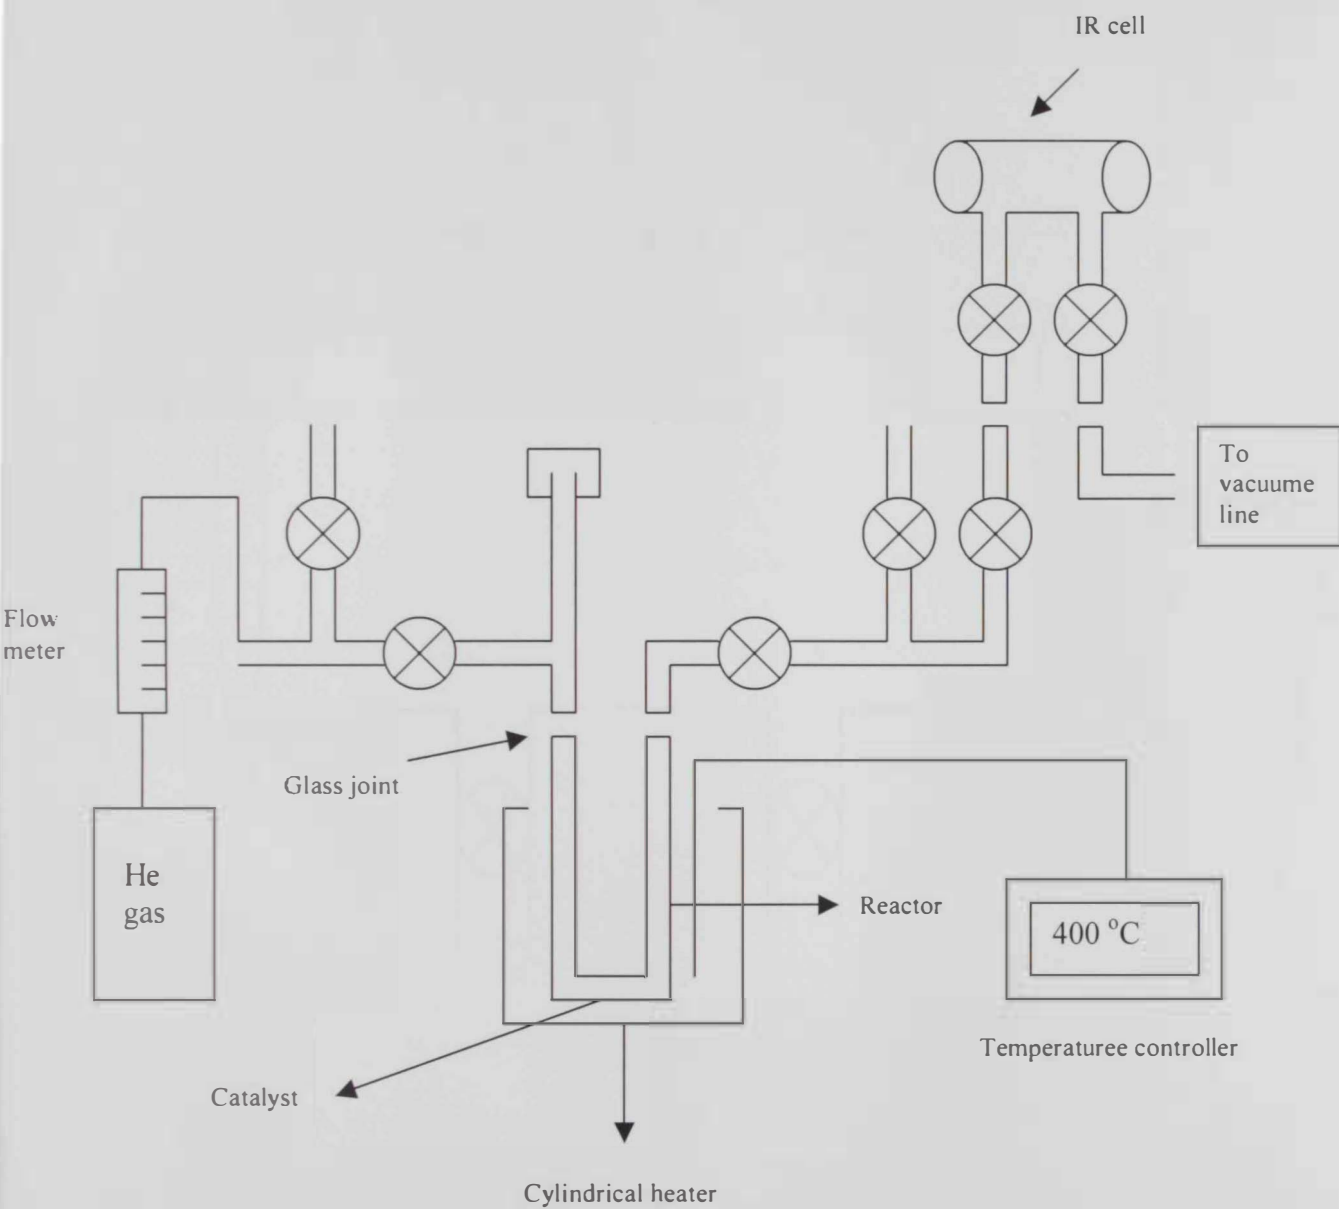 IR cell
To
vacuume
line
Flow
meter
Glass joint
He
gas
Reactor
400 °C
Temperaturee controller
Catalyst
Cylindrical heater